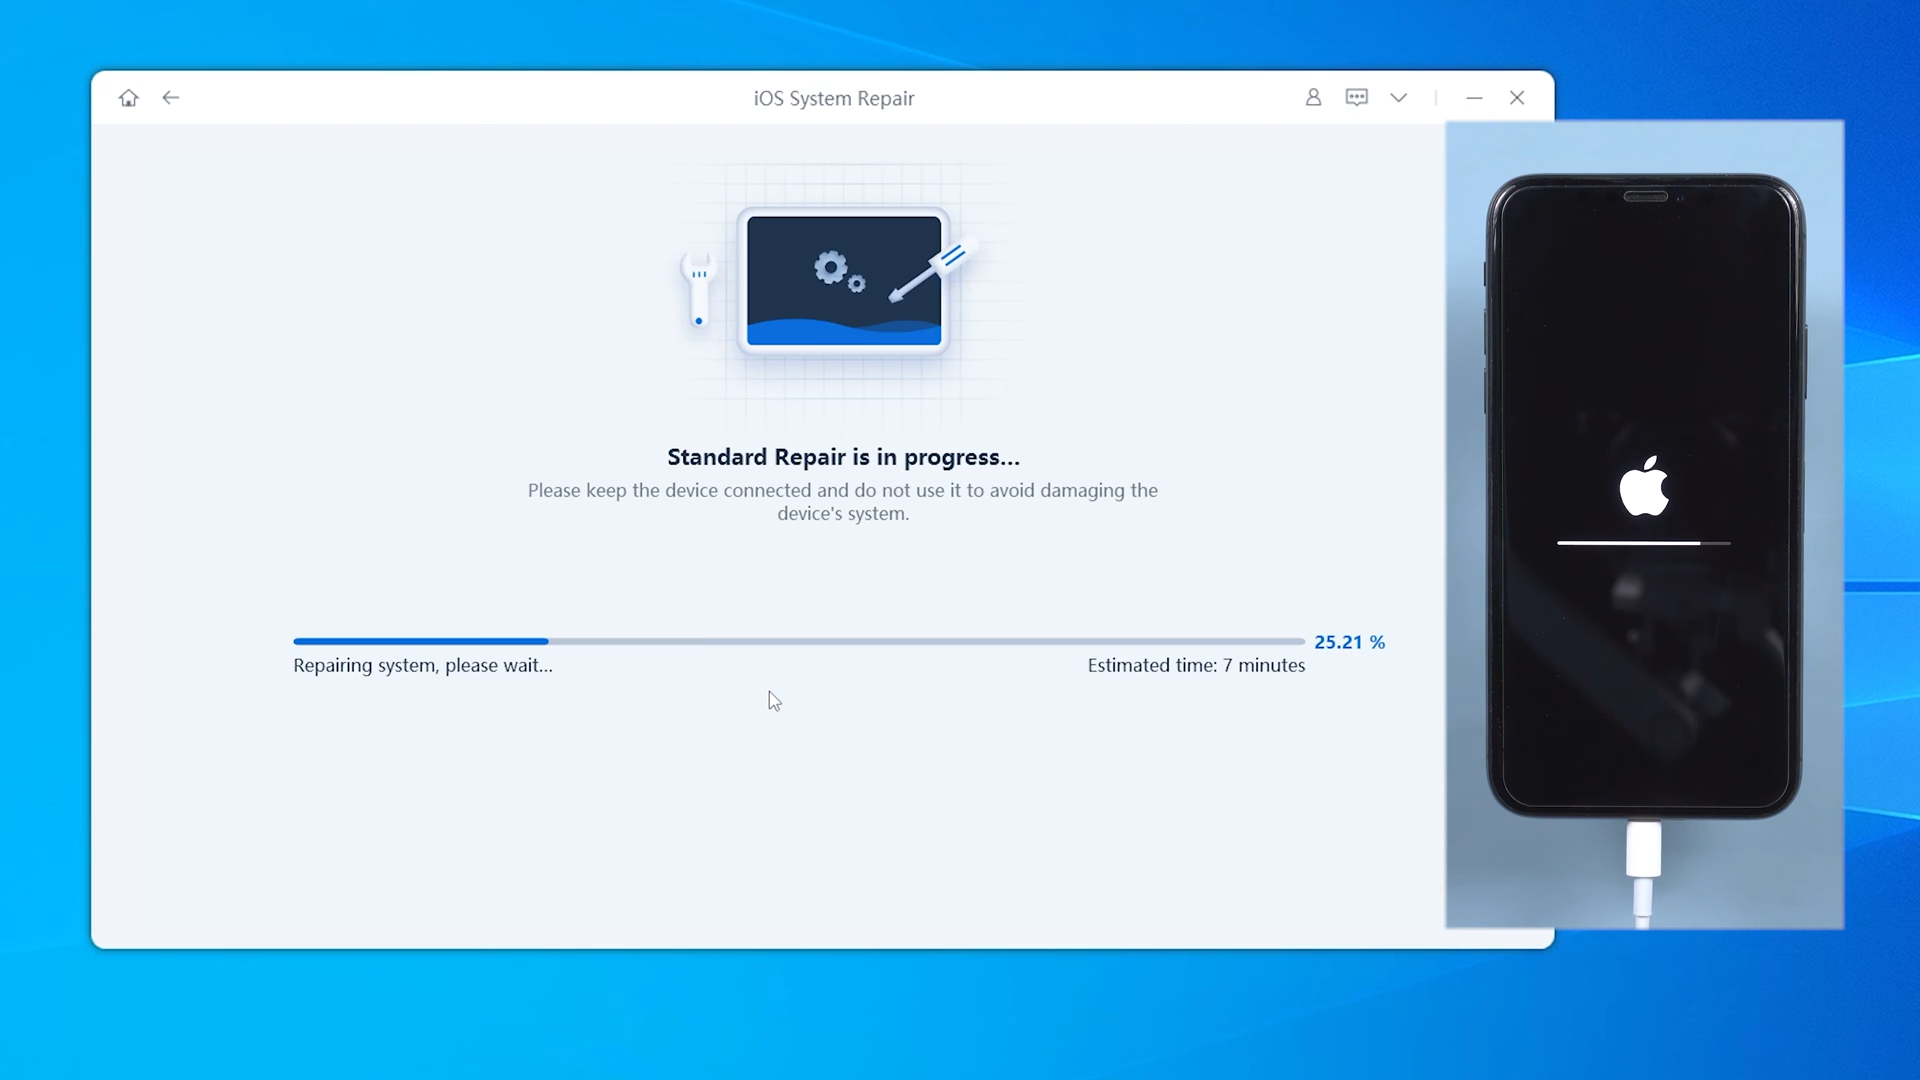 iOS System Repair
Standard Repair is in progress...
Please keep the device connected and do not use it to avoid damaging the
device's system.
25.21 %
Repairing system, please wait...
Estimated time: 7 minutes